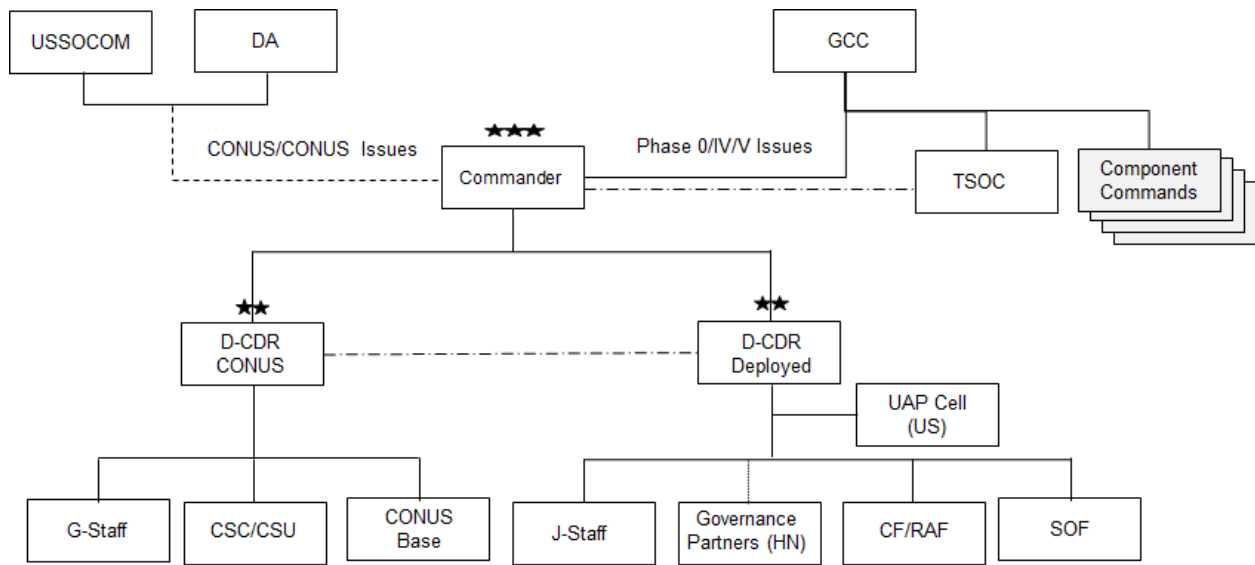 USSOCOM
DA
GCC
CONUS/CONUS Issues
Phase 0/IV/V Issues
Commander
TSOC
Component
Commands
D-CDR
CONUS
D-CDR
Deployed
UAP Cell
(US)
G-Staff
CSC/CSU
CONUS
Base
J-Staff
Governance
Partners (HN)
CF/RAF
SOF